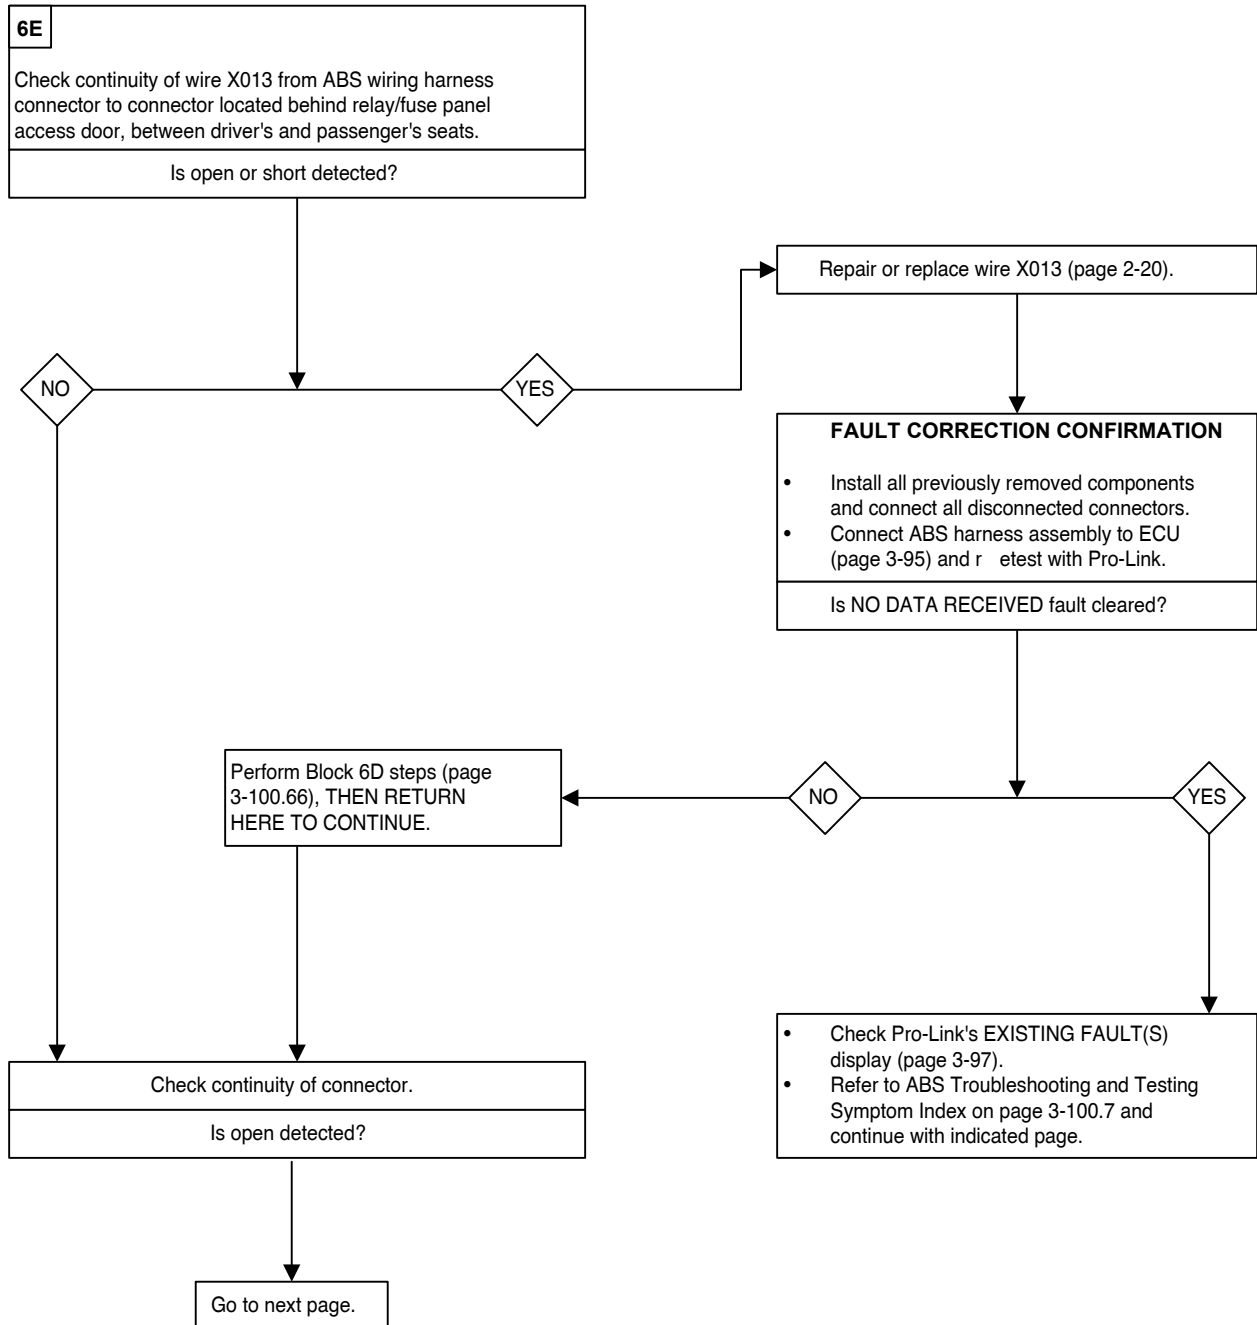 6E
Check continuity of wire X013 from ABS wiring harness
connector to connector located behind relay/fuse panel
access door, between driver's and passenger's seats.
Is open or short detected?
Repair or replace wire X013 (page 2-20).
NO
YES
FAULT CORRECTION CONFIRMATION
• Install all previously removed components
and connect all disconnected connectors.
• Connect ABS harness assembly to ECU
(page 3-95) and r etest with Pro-Link.
Is NO DATA RECEIVED fault cleared?
Perform Block 6D steps (page
3-100.66), THEN RETURN
HERE TO CONTINUE.
NO
YES
• Check Pro-Link's EXISTING FAULT(S)
display (page 3-97).
• Refer to ABS Troubleshooting and Testing
Symptom Index on page 3-100.7 and
continue with indicated page.
Check continuity of connector.
Is open detected?
Go to next page.